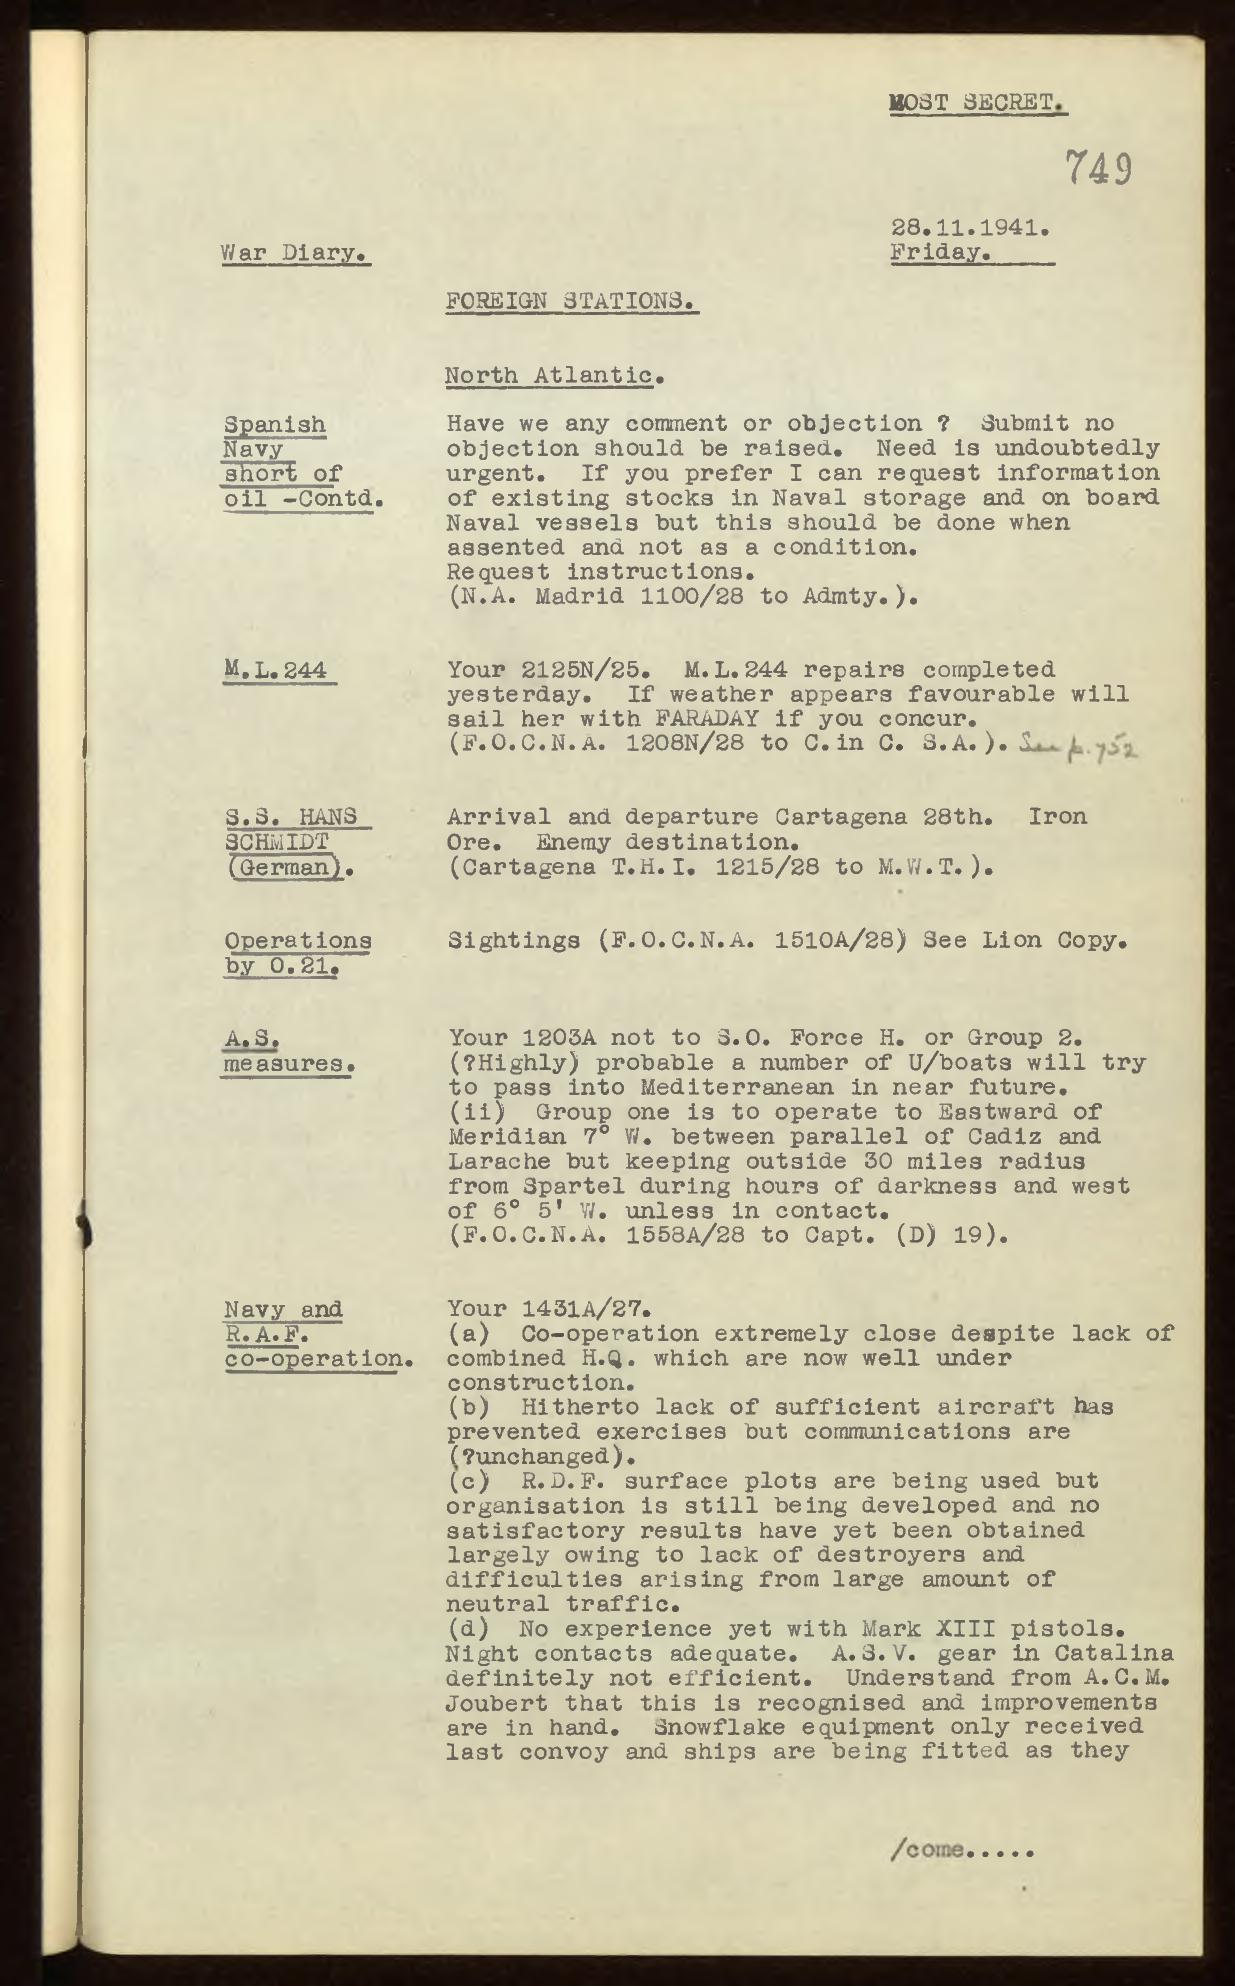 MOST SECRET.
749
28.11.1941.
War Diary.
Friday.
FOREIGN STATIONS.
North Atlantic.
Spanish
Navy
short of
oil -Contd.
Have we any comment or objection ? Submit no
objection should be raised. Need is undoubtedly
urgent. If you prefer I can request information
of existing stocks in Naval storage and on board
Naval vessels but this should be done when
assented and not as a condition.
Request instructions.
(N.A. Madrid 1100/28 to Admty.).
M.L.244
Your 2125N/25. M.L.244 repairs completed
yesterday. If weather appears favourable will
sail her with FARADAY if you concur.
(F.O.C.N.A. 1208N/28 to C.in C. S.A.). See p.752
S.S. HANS
SCHMIDT
(German).
Arrival and departure Cartagena 28th. Iron
Ore. Enemy destination.
(Cartagena T.H.I. 1215/28 to M.W.T.).
Operations
by O.21.
Sightings (F.O.C.N.A. 1510A/28) See Lion Copy.
A.S.
measures.
Your 1203A not to S.O. Force H. or Group 2.
(?Highly) probable a number of U/boats will try
to pass into Mediterranean in near future.
(ii) Group one is to operate to Eastward of
Meridian 7° W. between parallel of Cadiz and
Larache but keeping outside 30 miles radius
from Spartel during hours of darkness and west
of 6° 5' W. unless in contact.
(F.O.C.N.A. 1558A/28 to Capt. (D) 19).
Navy and
R.A.F.
co-operation.
Your 1431A/27.
(a) Co-operation extremely close despite lack of
combined H.Q. which are now well under
construction.
(b) Hitherto lack of sufficient aircraft has
prevented exercises but communications are
(?unchanged).
(c) R.D.F. surface plots are being used but
organisation is still being developed and no
satisfactory results have yet been obtained
largely owing to lack of destroyers and
difficulties arising from large amount of
neutral traffic.
(d) No experience yet with Mark XIII pistols.
Night contacts adequate. A.S.V. gear in Catalina
definitely not efficient. Understand from A.C.M.
Joubert that this is recognised and improvements
are in hand. Snowflake equipment only received
last convoy and ships are being fitted as they
/come.....